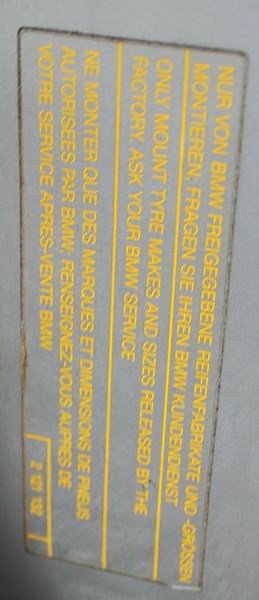 NUR VON BMW FREIGEGEBENE REIFENFABRIKATE UND -GRÖSSEN
MONTIEREN: FRAGEN SIE IHREN BMW KUNDENDIENST
ONLY MOUNT TYRE MAKES AND SIZES RELEASED BY THE
FACTORY. ASK YOUR BMW SERVICE
NE MONTER QUE DES MARQUES ET DIMENSIONS DE PNEUS
AUTORISEES PAR BMW: RENSEIGNEZ-VOUS AUPRES DE
VOTRE SERVICE APRES-VENTE BMW
2 121 132